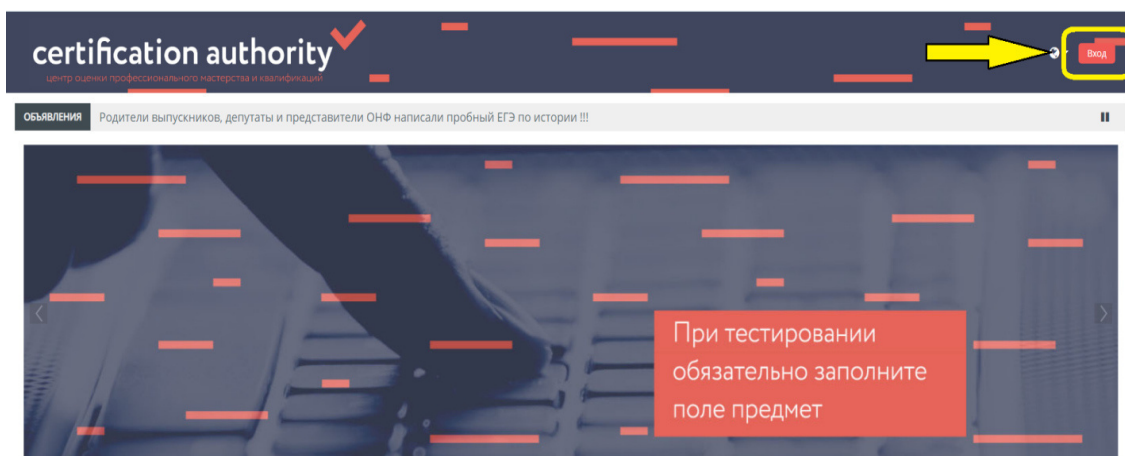 certification authority
центр оценки профессионального мастерства и квалификаций
Вход
ОБЪЯВЛЕНИЯ Родители выпускников, депутаты и представители ОНФ написали пробный ЕГЭ по истории !!!
При тестировании
обязательно заполните
поле предмет